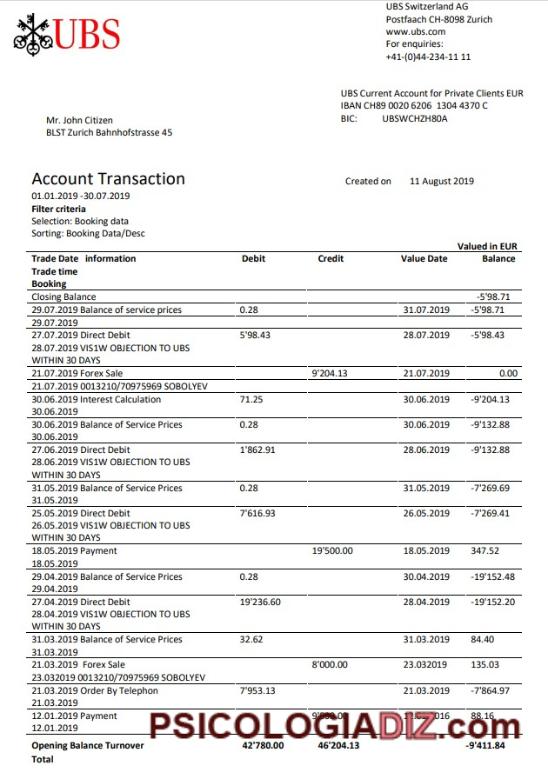 UBS
UBS Switzerland AG
Postfach CH-8098 Zurich
www.ubs.com
For enquiries:
+41-(0)44-234-11 11
UBS Current Account for Private Clients EUR
IBAN CH89 0020 6206 1304 4370 C
BIC: UBSWCHZH80A
Mr. John Citizen
BLST Zurich Bahnhofstrasse 45
Account Transaction
Created on 11 August 2019
01.01.2019 -30.07.2019
Filter criteria
Selection: Booking data
Sorting: Booking Data/Desc
Valued in EUR
Trade Date information Debit Credit Value Date Balance
Trade time
Booking
Closing Balance -5'98.71
29.07.2019 Balance of service prices 0.28 31.07.2019 -5'98.71
29.07.2019
27.07.2019 Direct Debit 5'98.43 28.07.2019 -5'98.43
28.07.2019 VIS1W OBJECTION TO UBS
WITHIN 30 DAYS
21.07.2019 Forex Sale 9'204.13 21.07.2019 0.00
21.07.2019 0013210/70975969 SOBOLYEV
30.06.2019 Interest Calculation 71.25 30.06.2019 -9'204.13
30.06.2019
30.06.2019 Balance of Service Prices 0.28 30.06.2019 -9'132.88
30.06.2019
27.06.2019 Direct Debit 1'862.91 28.06.2019 -9'132.88
28.06.2019 VIS1W OBJECTION TO UBS
WITHIN 30 DAYS
31.05.2019 Balance of Service Prices 0.28 31.05.2019 -7'269.69
31.05.2019
25.05.2019 Direct Debit 7'616.93 26.05.2019 -7'269.41
26.05.2019 VIS1W OBJECTION TO UBS
WITHIN 30 DAYS
18.05.2019 Payment 19'500.00 18.05.2019 347.52
18.05.2019
29.04.2019 Balance of Service Prices 0.28 30.04.2019 -19'152.48
29.04.2019
27.04.2019 Direct Debit 19'236.60 28.04.2019 -19'152.20
28.04.2019 VIS1W OBJECTION TO UBS
WITHIN 30 DAYS
31.03.2019 Balance of Service Prices 32.62 31.03.2019 84.40
31.03.2019
21.03.2019 Forex Sale 8'000.00 23.032019 135.03
23.032019 0013210/70975969 SOBOLYEV
21.03.2019 Order By Telephon 7'953.13 21.03.2019 -7'864.97
21.03.2019
12.01.2019 Payment 88.16
12.01.2019
PSICOLOGIADIZ.com
Opening Balance Turnover 42'780.00 46'204.13 -9'411.84
Total